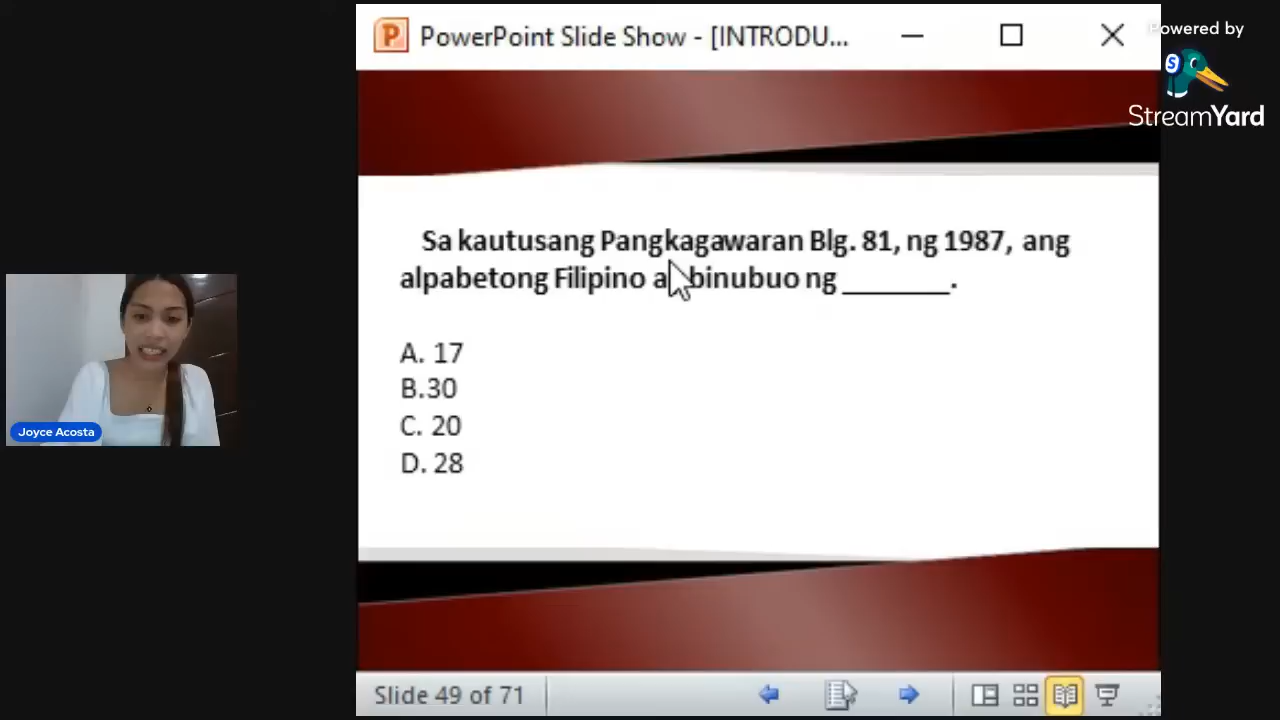 PowerPoint Slide Show - [INTRODU...
Powered by
StreamYard
Sa kautusang Pangkagawaran Blg. 81, ng 1987, ang
alpabetong Filipino a binubuo ng _______.
A. 17
B.30
C. 20
D. 28
Joyce Acosta
Slide 49 of 71